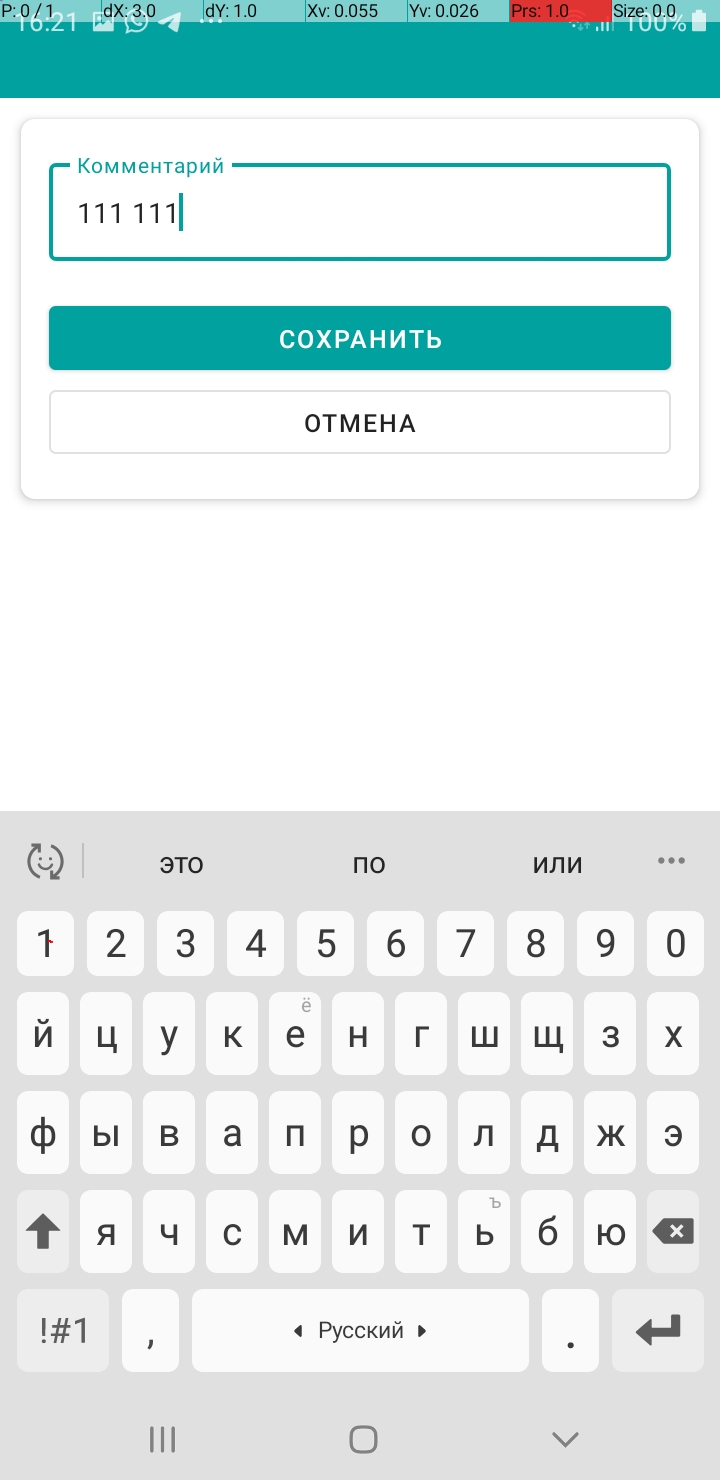 P: 0 / 1 dX: 3.0 dY: 1.0 Xv: 0.055 Yv: 0.026 Prs: 1.0 Size: 0.0
16:21 100%
Комментарий
111 111
СОХРАНИТЬ
ОТМЕНА
это по или
1 2 3 4 5 6 7 8 9 0
ё
й ц у к е н г ш щ з х
ф ы в а п р о л д ж э
ъ
я ч с м и т ь б ю
!#1 , Русский .